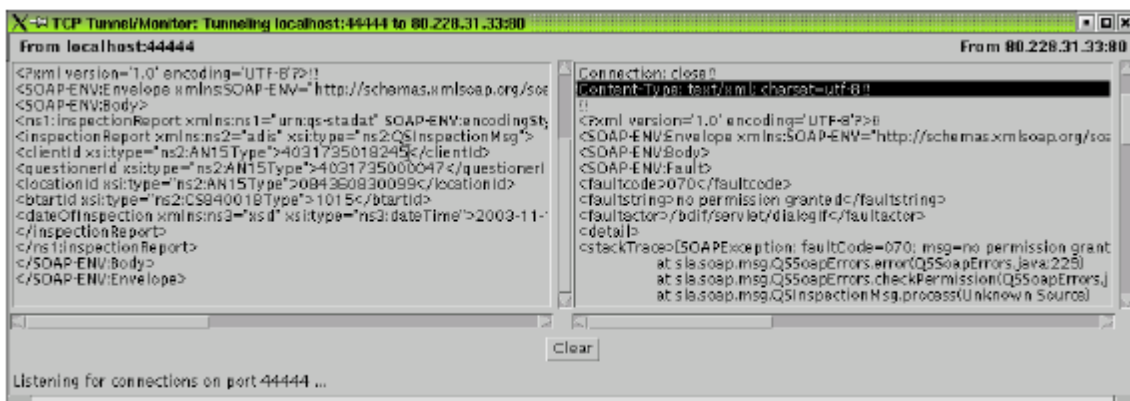 TCP Tunnel/Monitor: Tunneling localhost:44444 to 80.228.31.33:80
From localhost:44444
From 80.228.31.33:80
<?xml version='1.0' encoding='UTF-8'?>
<SOAP-ENV:Envelope xmlns:SOAP-ENV="http://schemas.xmlsoap.org/soa
<SOAP-ENV:Body>
<ns1:inspectionReport xmlns:ns1="urn:qs-stadat" SOAP-ENV:encodingSty
<inspectionReport xmlns:ns2="adis" xsi:type="ns2:QSInspectionMsg">
<clientId xsi:type="ns2:AN15Type">4031735018245</clientId>
<questionerId xsi:type="ns2:AN15Type">4031735000047</questionerI
<locationId xsi:type="ns2:AN15Type">084360830099</locationId>
<btartId xsi:type="ns2:CS840018Type">1015</btartId>
<dateOfInspection xmlns:ns3="xsd" xsi:type="ns3:dateTime">2003-11-
</inspectionReport>
</ns1:inspectionReport>
</SOAP-ENV:Body>
</SOAP-ENV:Envelope>
Connection: close
Content-Type: text/xml; charset=utf-8
<?xml version='1.0' encoding='UTF-8'?>
<SOAP-ENV:Envelope xmlns:SOAP-ENV="http://schemas.xmlsoap.org/soa
<SOAP-ENV:Body>
<SOAP-ENV:Fault>
<faultcode>070</faultcode>
<faultstring>no permission granted</faultstring>
<faultactor>/bdif/servlet/dialogIf</faultactor>
<detail>
<stackTrace>[SOAPException: faultCode=070; msg=no permission grant
at sla.soap.msg.QSSoapErrors.error(QSSoapErrors.java:225)
at sla.soap.msg.QSSoapErrors.checkPermission(QSSoapErrors.j
at sla.soap.msg.QSInspectionMsg.process(Unknown Source)
Clear
Listening for connections on port 44444 ...